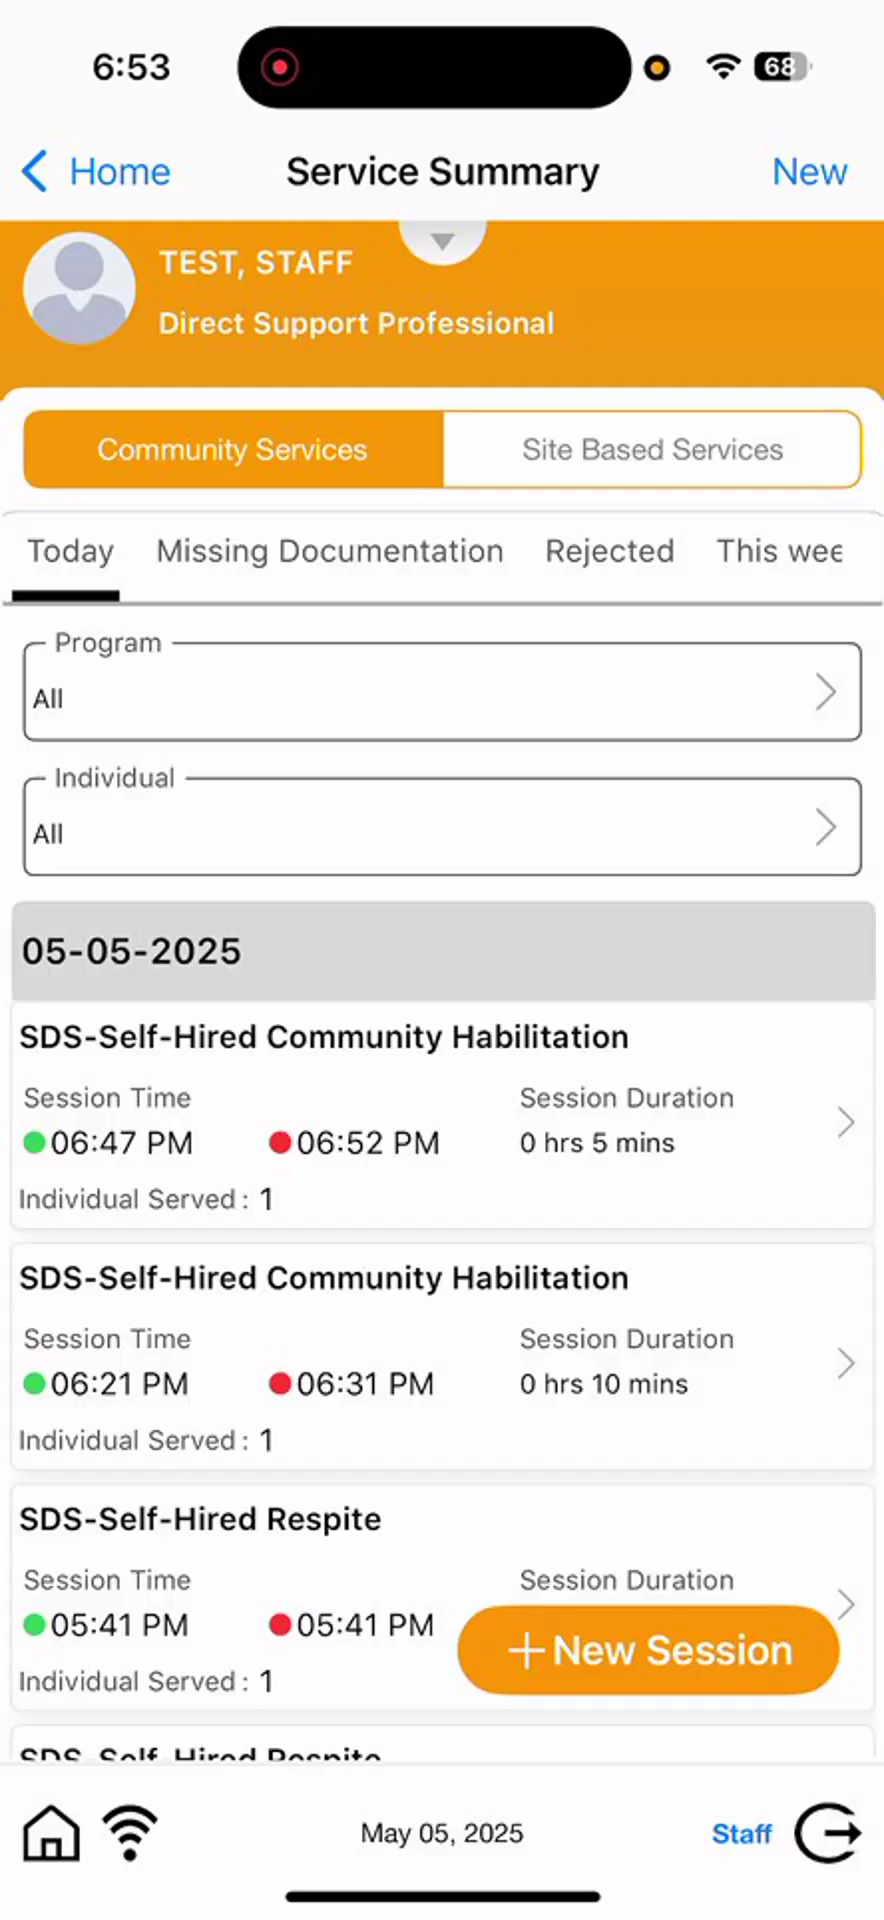 6:53
68
Home
Service Summary
New
TEST, STAFF
Direct Support Professional
Community Services
Site Based Services
Today
Missing Documentation
Rejected
This wee
Program
All
Individual
All
05-05-2025
SDS-Self-Hired Community Habilitation
Session Time
Session Duration
06:47 PM
06:52 PM
0 hrs 5 mins
Individual Served : 1
SDS-Self-Hired Community Habilitation
Session Time
Session Duration
06:21 PM
06:31 PM
0 hrs 10 mins
Individual Served : 1
SDS-Self-Hired Respite
Session Time
Session Duration
05:41 PM
05:41 PM
+ New Session
Individual Served : 1
SDS-Self-Hired Respite
May 05, 2025
Staff